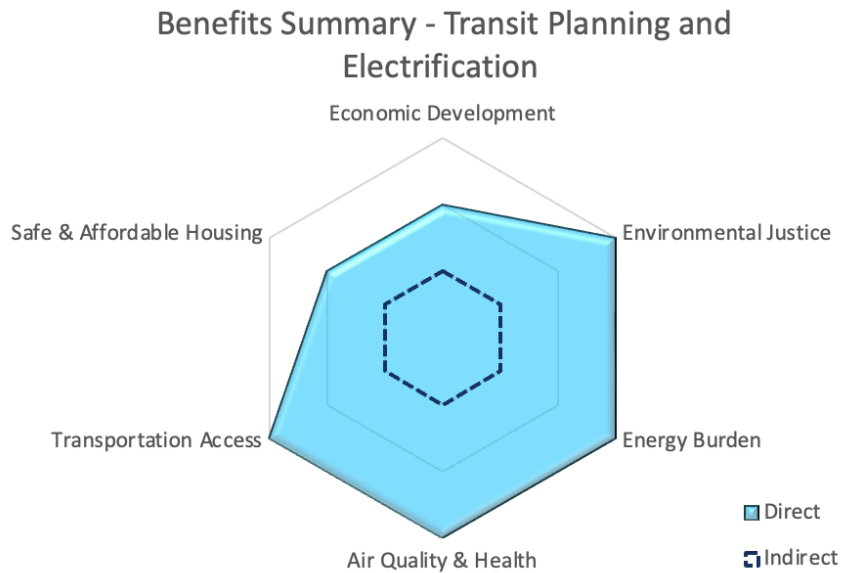 Benefits Summary - Transit Planning and
Electrification
Economic Development
Safe & Affordable Housing
Environmental Justice
Transportation Access
Energy Burden
Air Quality & Health
Direct
Indirect